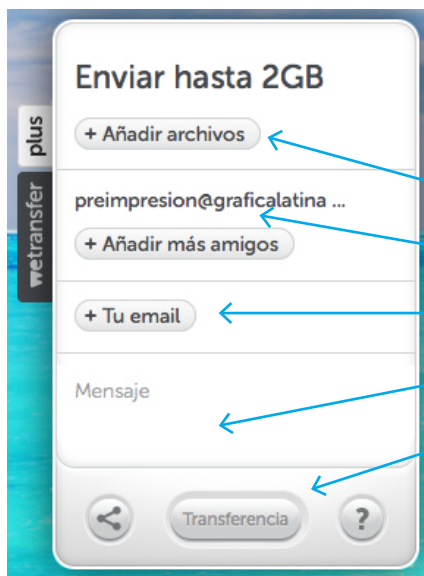 Enviar hasta 2GB
+ Añadir archivos
plus
wetransfer
preimpresion@graficalatina ...
+ Añadir más amigos
+ Tu email
Mensaje
Transferencia
?